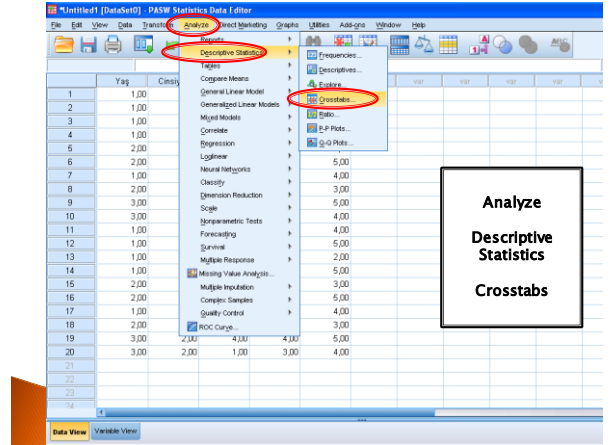 *Untitled1 [DataSet0] - PASW Statistics Data Editor
File Edit View Data Transform Analyze Direct Marketing Graphs Utilities Add-ons Window Help
Reports
Descriptive Statistics
Tables
Compare Means
General Linear Model
Generalized Linear Models
Mixed Models
Correlate
Regression
Loglinear
Neural Networks
Classify
Dimension Reduction
Scale
Nonparametric Tests
Forecasting
Survival
Multiple Response
Missing Value Analysis...
Multiple Imputation
Complex Samples
Quality Control
ROC Curve...
Frequencies...
Descriptives...
Explore...
Crosstabs...
Ratio...
P-P Plots...
Q-Q Plots...
Yaş Cinsiy var var var var
1 1,00
2 1,00
3 1,00
4 1,00
5 2,00
6 2,00 5,00
7 1,00 4,00
8 2,00 3,00
9 3,00 5,00
10 3,00 4,00
11 1,00 4,00
12 1,00 5,00
13 1,00 2,00
14 1,00 5,00
15 2,00 3,00
16 2,00 5,00
17 1,00 4,00
18 2,00 3,00
19 3,00 2,00 4,00 4,00 5,00
20 3,00 2,00 1,00 3,00 4,00
21
22
23
24
Analyze
Descriptive
Statistics
Crosstabs
Data View Variable View